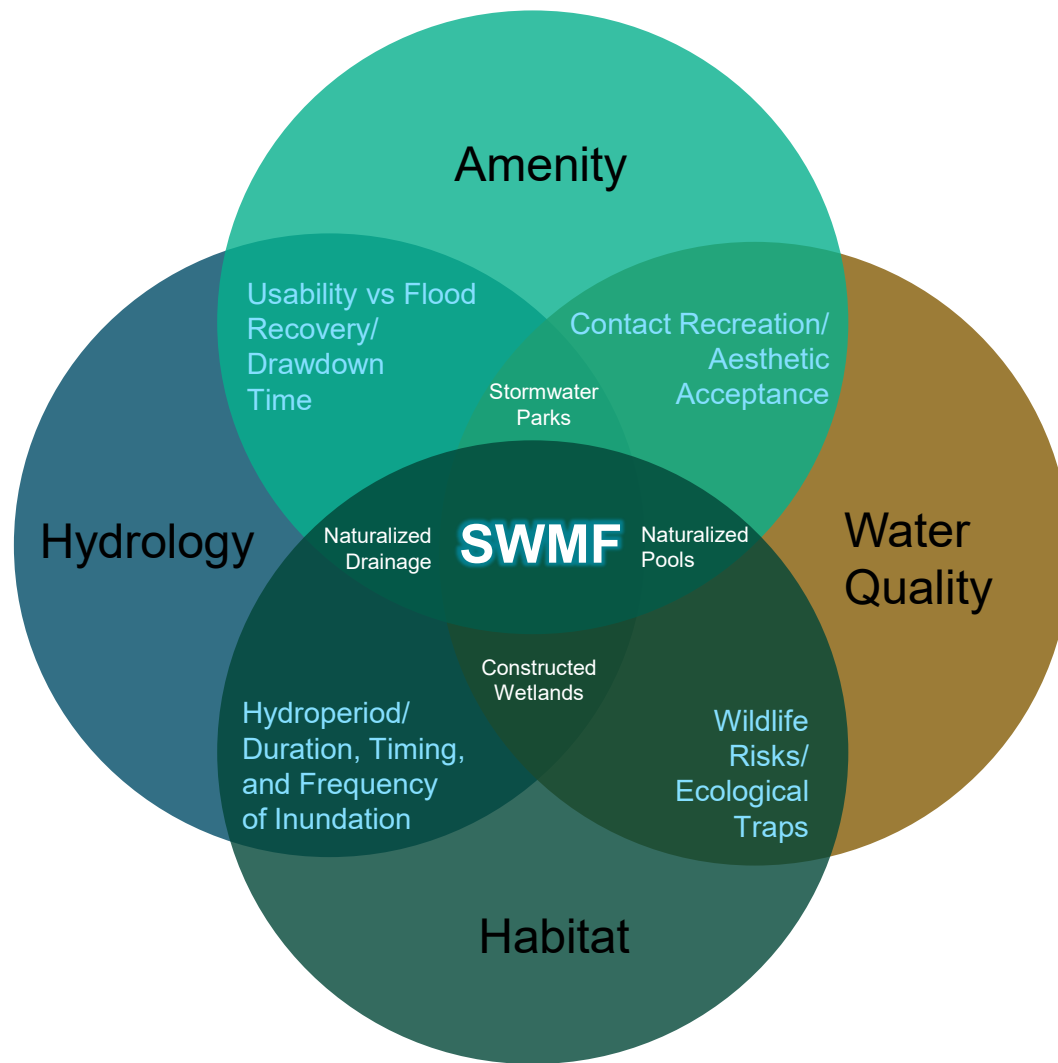 Amenity
Usability vs Flood
Recovery/
Drawdown
Time
Contact Recreation/
Aesthetic
Acceptance
Stormwater
Parks
Hydrology
Naturalized
Drainage
SWMF
Naturalized
Pools
Water
Quality
Constructed
Wetlands
Hydroperiod/
Duration, Timing,
and Frequency
of Inundation
Wildlife
Risks/
Ecological
Traps
Habitat